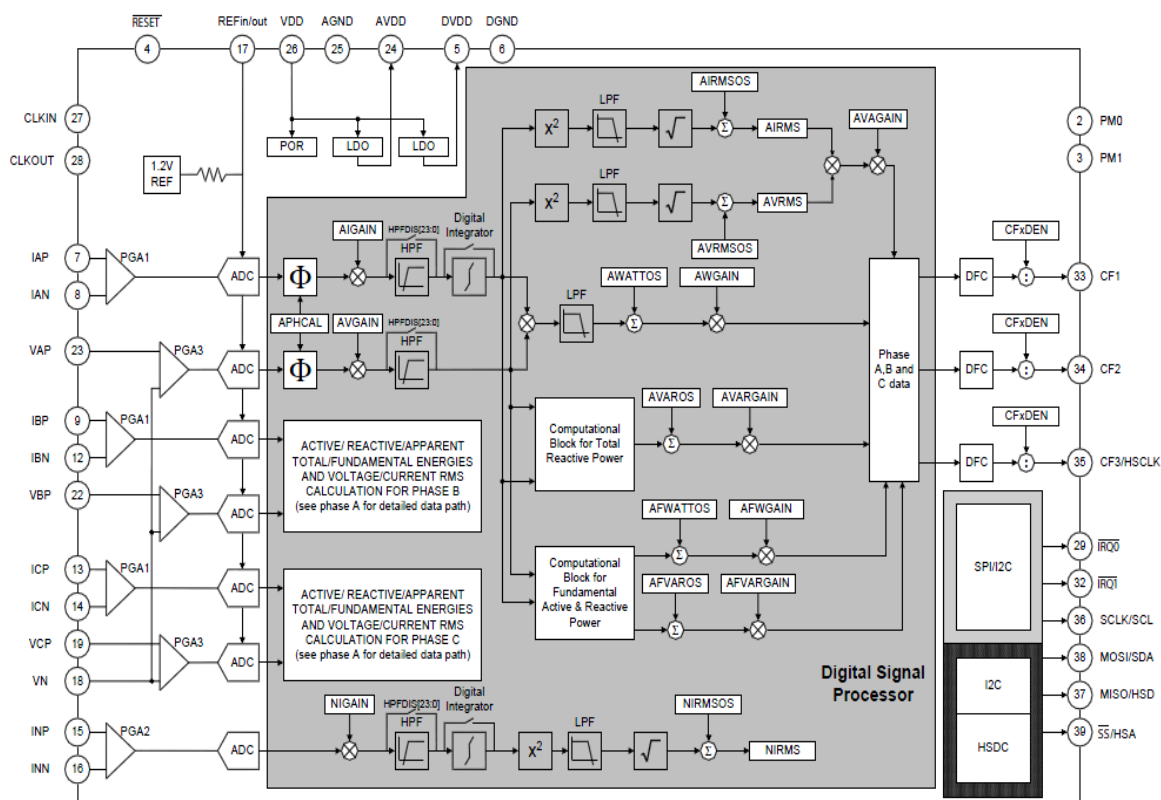 RESET REFin/out VDD AGND AVDD DVDD DGND
4 17 26 25 24 5 6
CLKIN 27
CLKOUT 28
1.2V
REF
POR LDO LDO
AIRMSOS
LPF
X² √ Σ AIRMS
AVAGAIN
2 PM0
3 PM1
X² LPF √ Σ AVRMS
AVRMSOS
IAP 7 PGA1
IAN 8
ADC Φ AIGAIN HPFDIS[23:0]
HPF
Digital
Integrator
APHCAL
VAP 23 PGA3
ADC Φ AVGAIN HPFDIS[23:0]
HPF
LPF AWATTOS Σ AWGAIN
Phase
A,B and
C data
DFC CFxDEN : 33 CF1
DFC CFxDEN : 34 CF2
DFC CFxDEN : 35 CF3/HSCLK
IBP 9 PGA1
IBN 12
ADC
VBP 22 PGA3
ADC
ACTIVE/ REACTIVE/APPARENT
TOTAL/FUNDAMENTAL ENERGIES
AND VOLTAGE/CURRENT RMS
CALCULATION FOR PHASE B
(see phase A for detailed data path)
Computational
Block for Total
Reactive Power
AVAROS Σ AVARGAIN
ICP 13 PGA1
ICN 14
ADC
VCP 19 PGA3
VN 18
ADC
ACTIVE/ REACTIVE/APPARENT
TOTAL/FUNDAMENTAL ENERGIES
AND VOLTAGE/CURRENT RMS
CALCULATION FOR PHASE C
(see phase A for detailed data path)
Computational
Block for
Fundamental
Active & Reactive
Power
AFWATTOS Σ AFWGAIN
AFVAROS Σ AFVARGAIN
Digital Signal
Processor
INP 15 PGA2
INN 16
ADC NIGAIN HPFDIS[23:0]
HPF
Digital
Integrator
X² LPF √ NIRMSOS Σ NIRMS
SPI/I2C
I2C
HSDC
29 IRQ0
32 IRQ1
36 SCLK/SCL
38 MOSI/SDA
37 MISO/HSD
39 SS/HSA